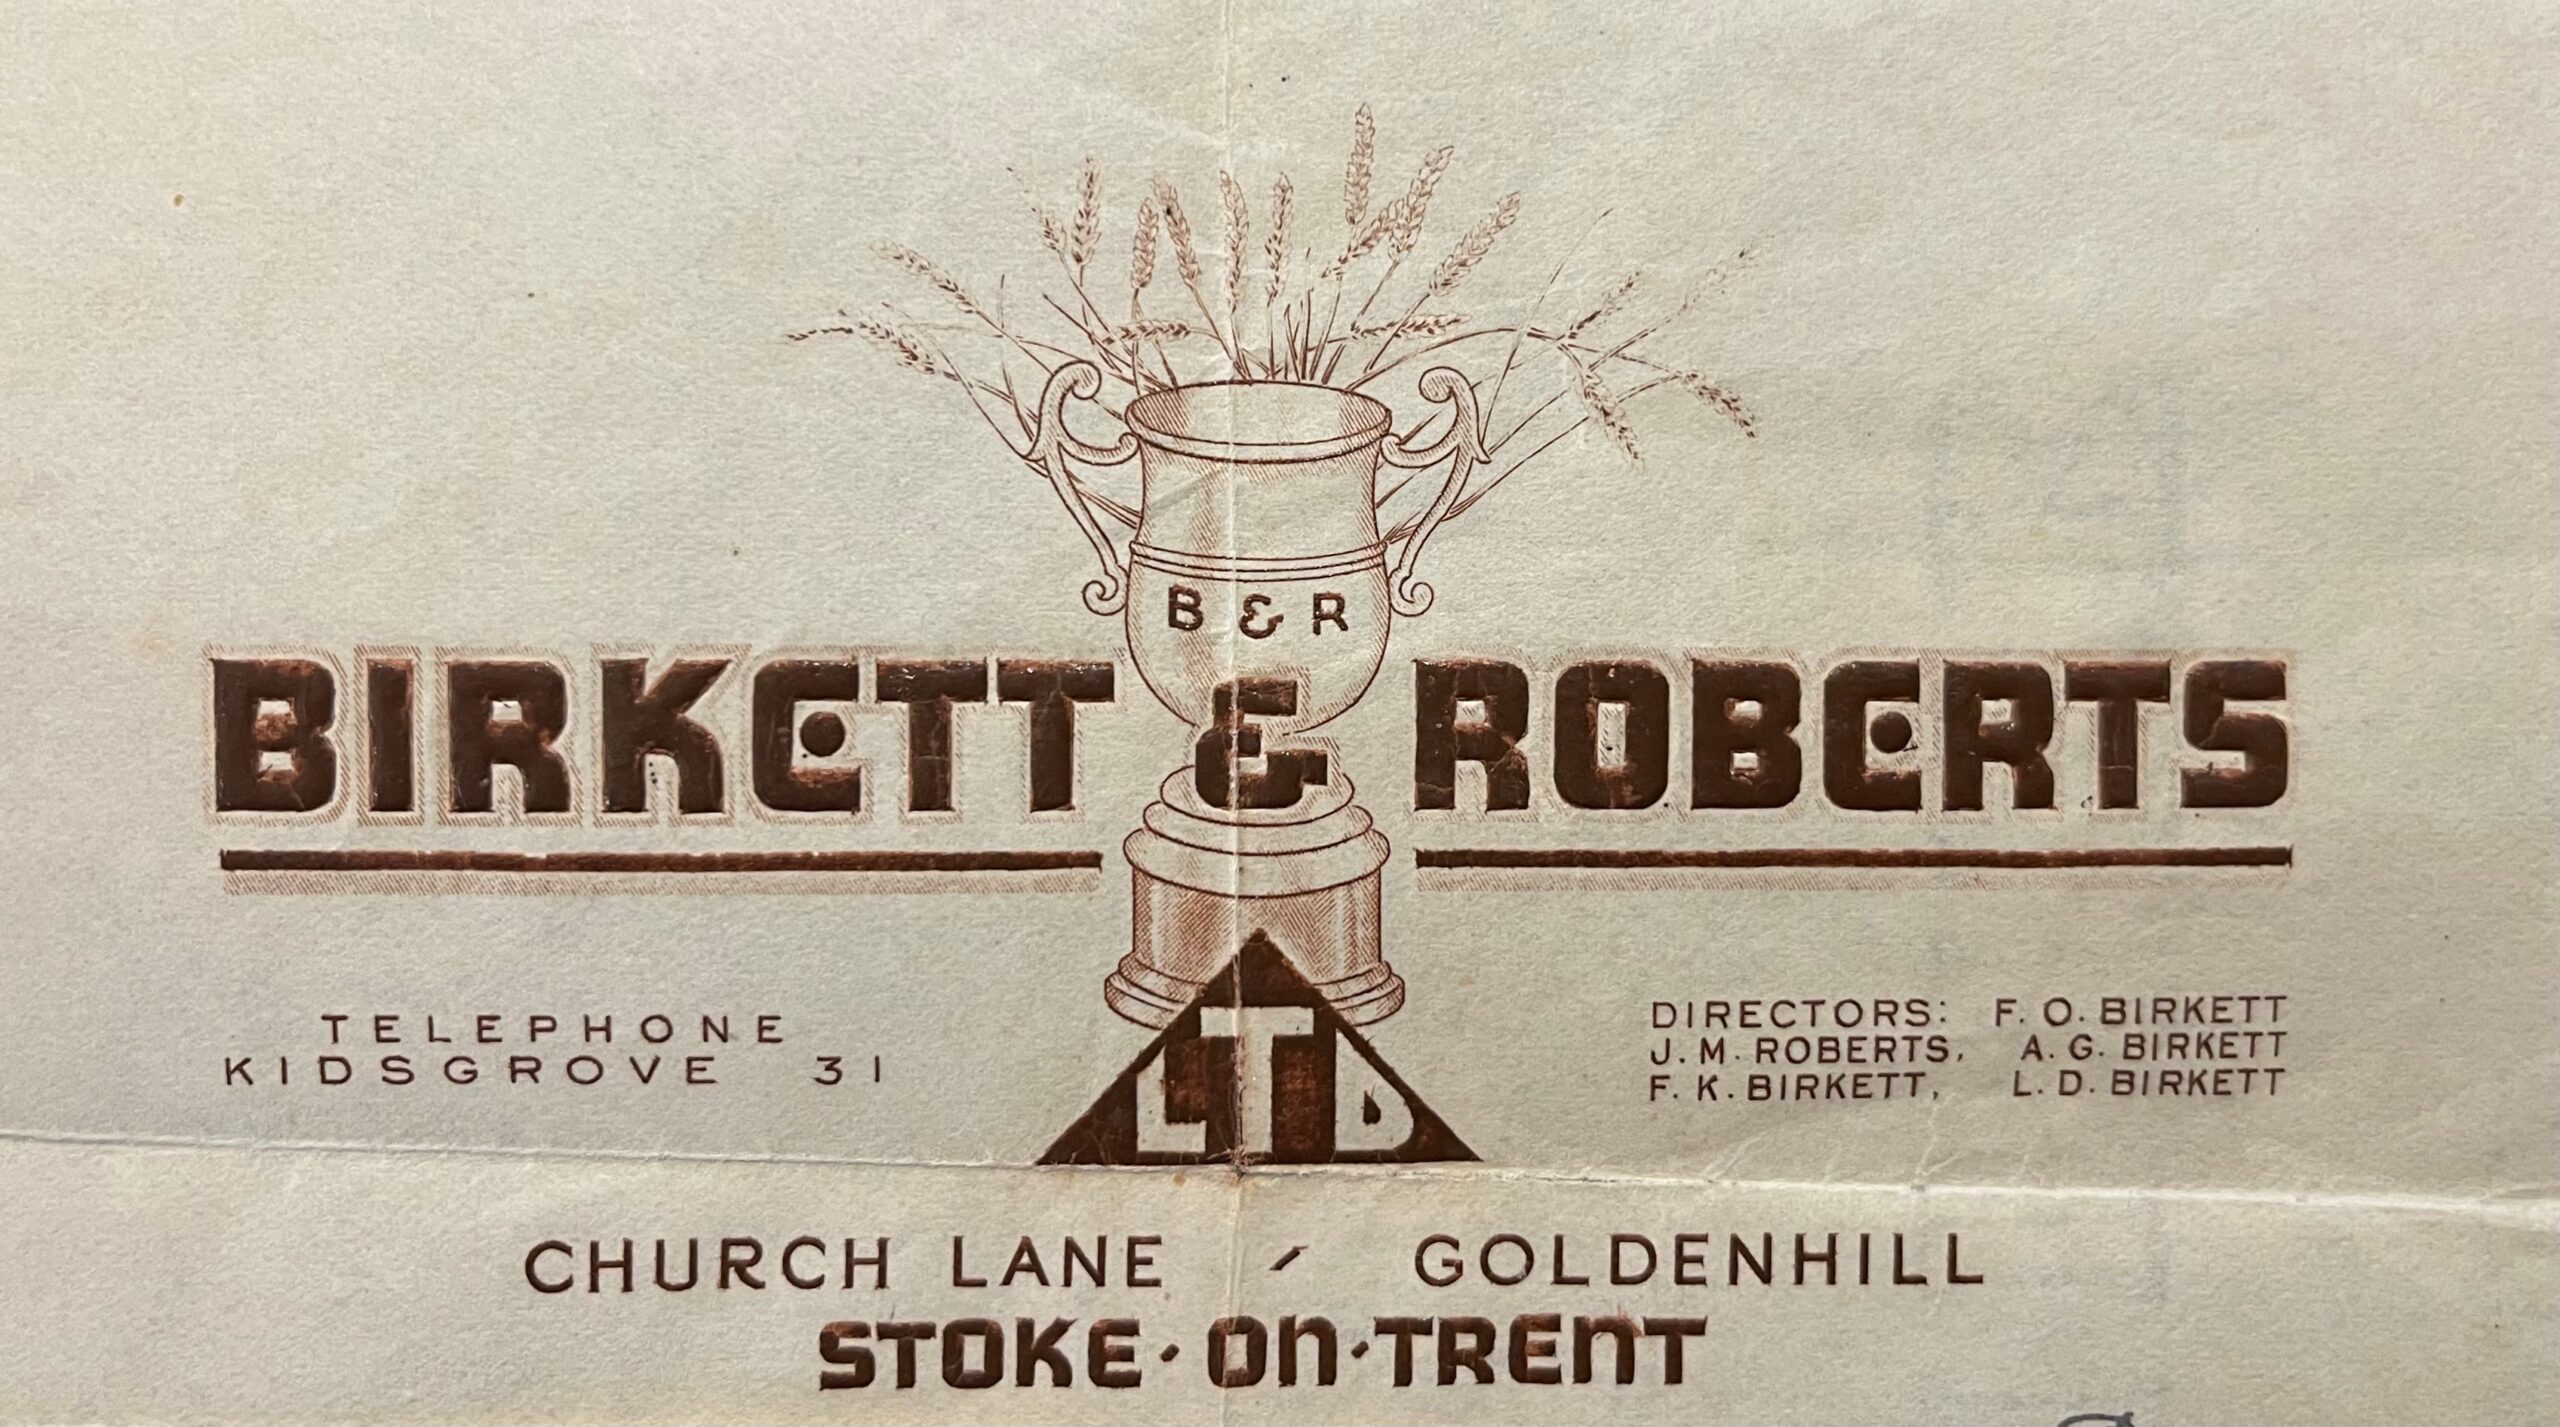 B & R
BIRKETT & ROBERTS
LTD
TELEPHONE
KIDSGROVE 31
DIRECTORS: F. O. BIRKETT
J. M. ROBERTS, A. G. BIRKETT
F. K. BIRKETT, L. D. BIRKETT
CHURCH LANE - GOLDENHILL
STOKE-ON-TRENT